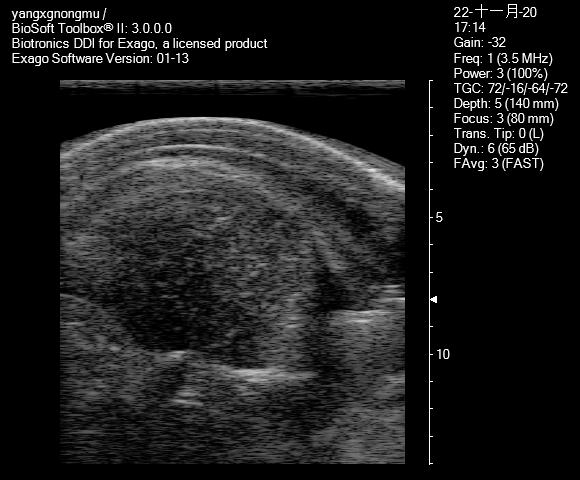 yangxgnongmu /
BioSoft Toolbox® II: 3.0.0.0
Biotronics DDI for Exago, a licensed product
Exago Software Version: 01-13
22-十一月-20
17:14
Gain: -32
Freq: 1 (3.5 MHz)
Power: 3 (100%)
TGC: 72/-16/-64/-72
Depth: 5 (140 mm)
Focus: 3 (80 mm)
Trans. Tip: 0 (L)
Dyn.: 6 (65 dB)
FAvg: 3 (FAST)
5
10